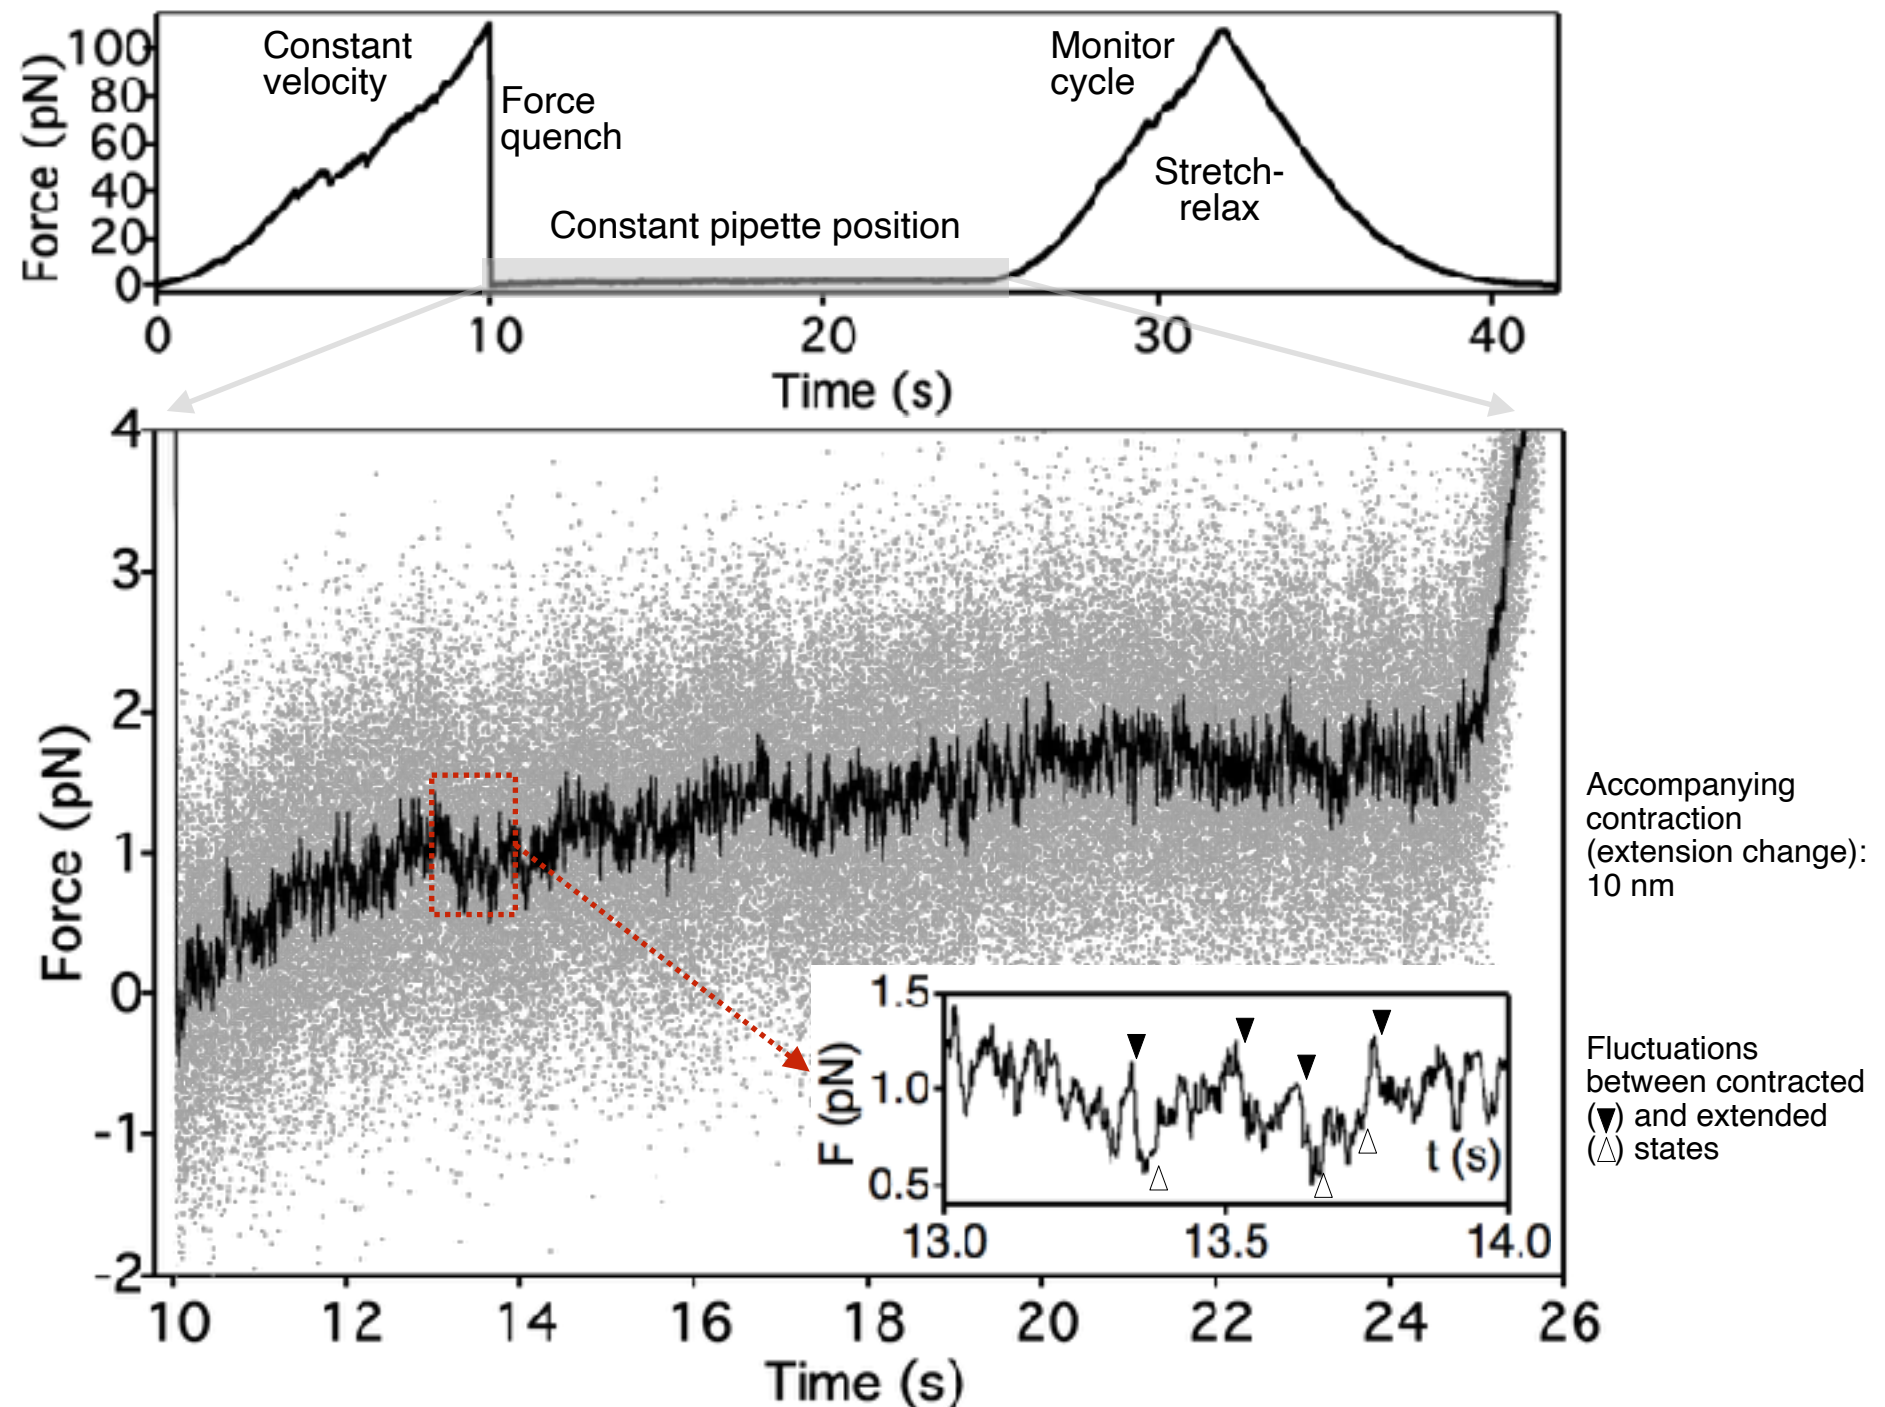 Force (pN)
100
80
60
40
20
0
Constant
velocity
Force
quench
Constant pipette position
Monitor
cycle
Stretch-
relax
0 10 20 30 40
Time (s)
Force (pN)
4
3
2
1
0
-1
-2
10 12 14 16 18 20 22 24 26
Time (s)
F (pN)
1.5
1.0
0.5
t (s)
13.0 13.5 14.0
Accompanying
contraction
(extension change):
10 nm
Fluctuations
between contracted
(▼) and extended
(△) states